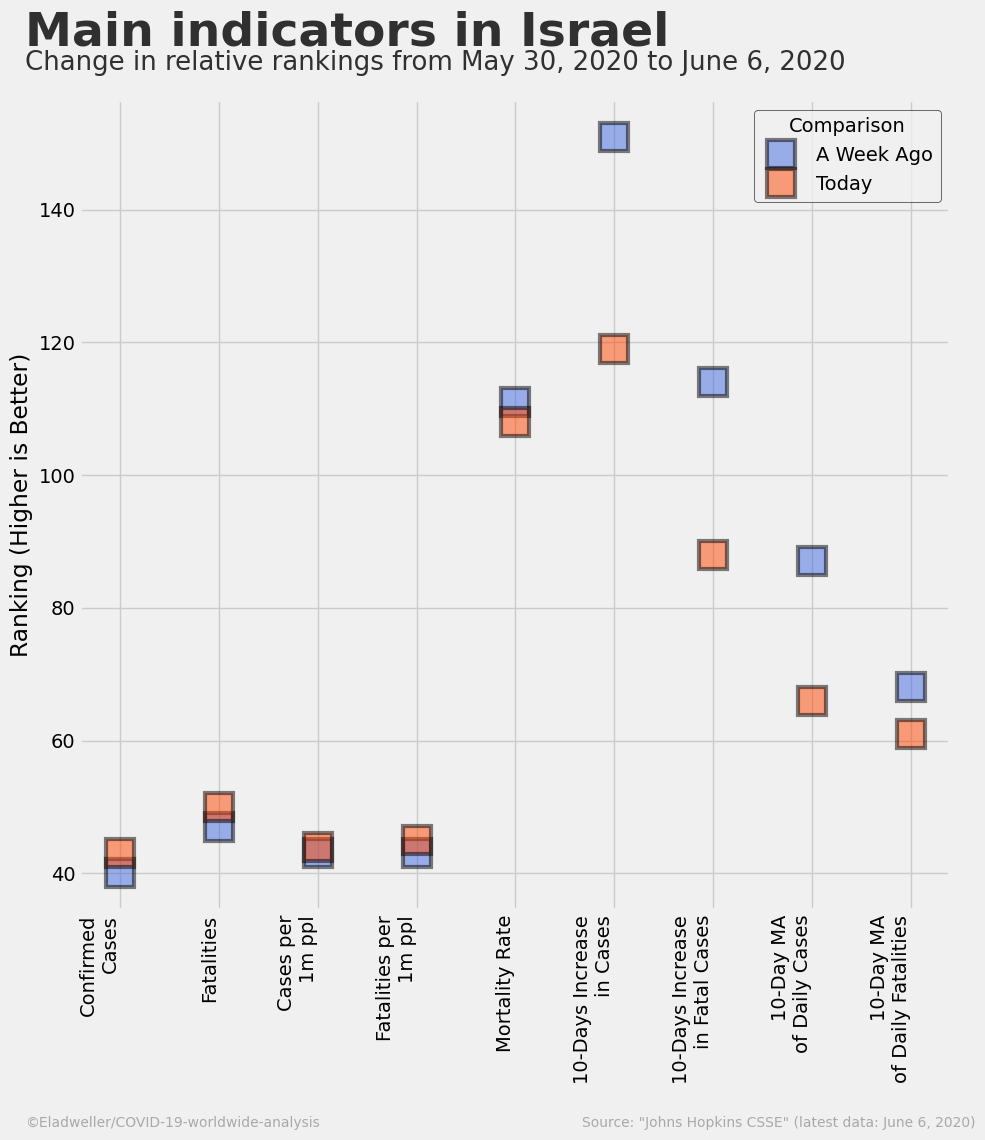 Main indicators in Israel
Change in relative rankings from May 30, 2020 to June 6, 2020
Comparison
A Week Ago
Today
Ranking (Higher is Better)
140
120
100
80
60
40
Confirmed
Cases
Fatalities
Cases per
1m ppl
Fatalities per
1m ppl
Mortality Rate
10-Days Increase
in Cases
10-Days Increase
in Fatal Cases
10-Day MA
of Daily Cases
10-Day MA
of Daily Fatalities
©Eladweller/COVID-19-worldwide-analysis
Source: "Johns Hopkins CSSE" (latest data: June 6, 2020)